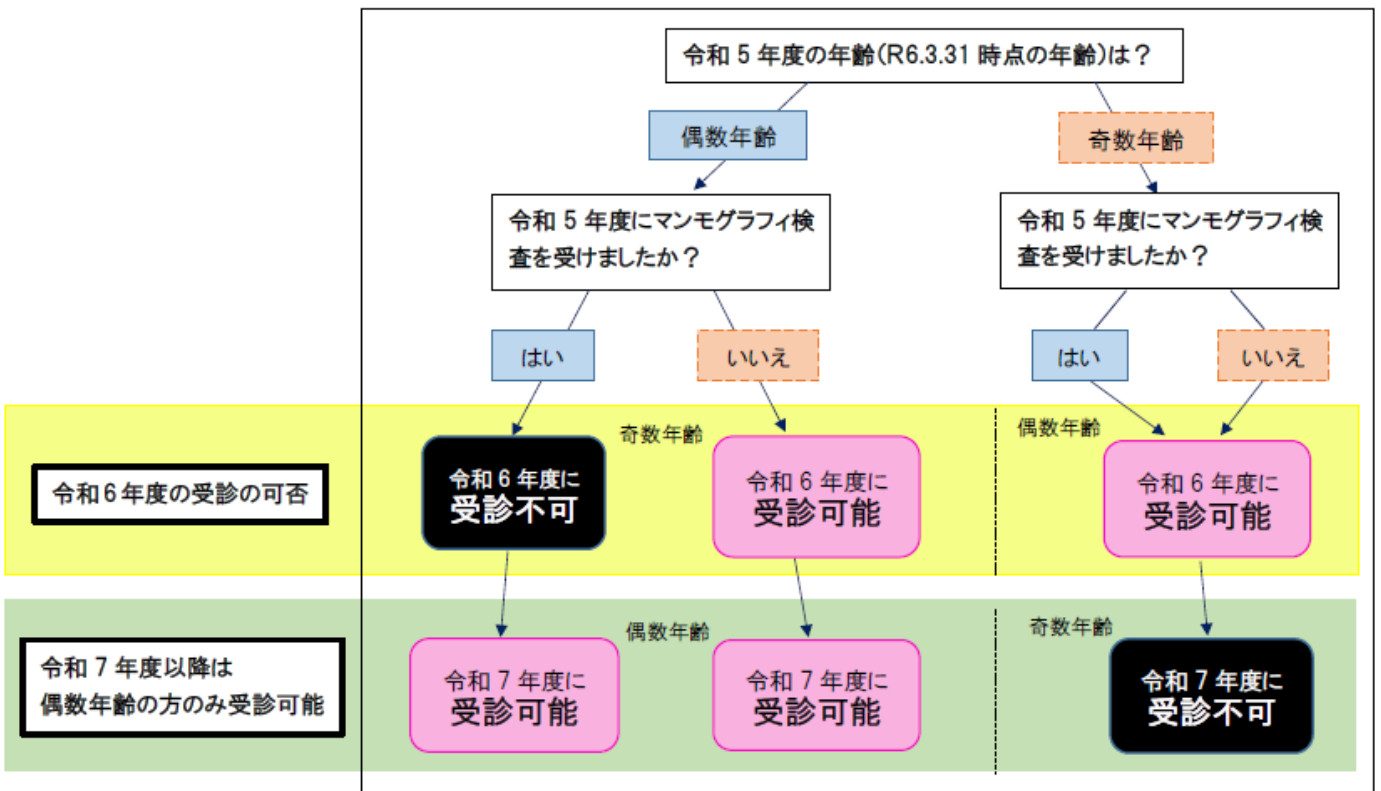 令和 5 年度の年齢(R6.3.31 時点の年齢)は？
偶数年齢
奇数年齢
令和 5 年度にマンモグラフィ検
査を受けましたか？
令和 5 年度にマンモグラフィ検
査を受けましたか？
はい
いいえ
はい
いいえ
令和６年度の受診の可否
奇数年齢
偶数年齢
令和 6 年度に
受診不可
令和 6 年度に
受診可能
令和 6 年度に
受診可能
令和 7 年度以降は
偶数年齢の方のみ受診可能
偶数年齢
奇数年齢
令和 7 年度に
受診可能
令和 7 年度に
受診可能
令和 7 年度に
受診不可